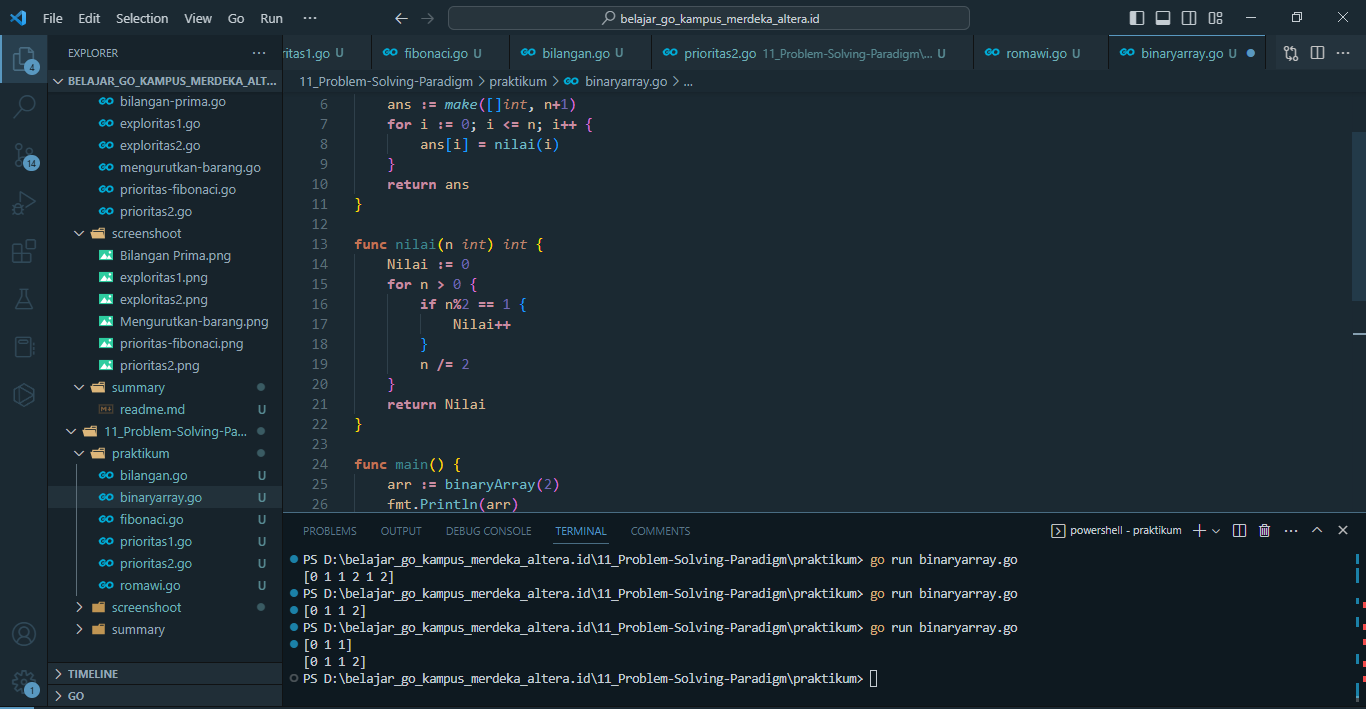 File Edit Selection View Go Run ···
belajar_go_kampus_merdeka_altera.id
EXPLORER ···
BELAJAR_GO_KAMPUS_MERDEKA_ALT...
bilangan-prima.go
exploritas1.go
exploritas2.go
mengurutkan-barang.go
prioritas-fibonaci.go
prioritas2.go
screenshoot
Bilangan Prima.png
exploritas1.png
exploritas2.png
Mengurutkan-barang.png
prioritas-fibonaci.png
prioritas2.png
summary
readme.md U
11_Problem-Solving-Pa...
praktikum
bilangan.go U
binaryarray.go U
fibonaci.go U
prioritas1.go U
prioritas2.go U
romawi.go U
screenshoot
summary
TIMELINE
GO
4
14
1
ritas1.go U
fibonaci.go U
bilangan.go U
prioritas2.go 11_Problem-Solving-Paradigm\... U
romawi.go U
binaryarray.go U
11_Problem-Solving-Paradigm > praktikum > binaryarray.go > ...
6 ans := make([]int, n+1)
7 for i := 0; i <= n; i++ {
8 ans[i] = nilai(i)
9 }
10 return ans
11 }
12
13 func nilai(n int) int {
14 Nilai := 0
15 for n > 0 {
16 if n%2 == 1 {
17 Nilai++
18 }
19 n /= 2
20 }
21 return Nilai
22 }
23
24 func main() {
25 arr := binaryArray(2)
26 fmt.Println(arr)
PROBLEMS OUTPUT DEBUG CONSOLE TERMINAL COMMENTS
powershell - praktikum
PS D:\belajar_go_kampus_merdeka_altera.id\11_Problem-Solving-Paradigm\praktikum> go run binaryarray.go
[0 1 1 2 1 2]
PS D:\belajar_go_kampus_merdeka_altera.id\11_Problem-Solving-Paradigm\praktikum> go run binaryarray.go
[0 1 1 2]
PS D:\belajar_go_kampus_merdeka_altera.id\11_Problem-Solving-Paradigm\praktikum> go run binaryarray.go
[0 1 1]
[0 1 1 2]
PS D:\belajar_go_kampus_merdeka_altera.id\11_Problem-Solving-Paradigm\praktikum>